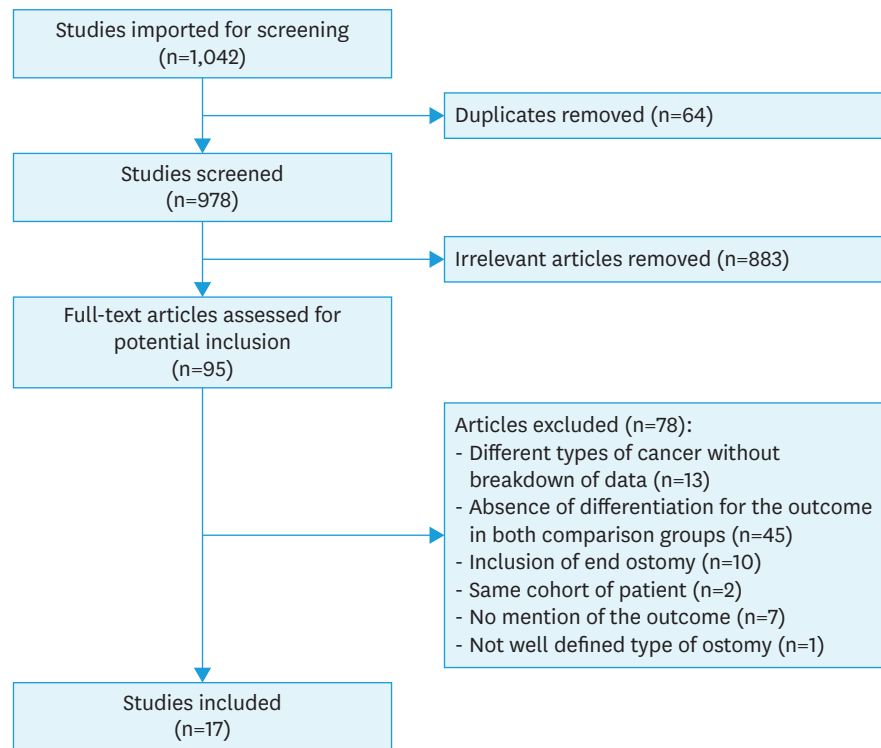 Studies imported for screening
(n=1,042)
Duplicates removed (n=64)
Studies screened
(n=978)
Irrelevant articles removed (n=883)
Full-text articles assessed for
potential inclusion
(n=95)
Articles excluded (n=78):
- Different types of cancer without
breakdown of data (n=13)
- Absence of differentiation for the outcome
in both comparison groups (n=45)
- Inclusion of end ostomy (n=10)
- Same cohort of patient (n=2)
- No mention of the outcome (n=7)
- Not well defined type of ostomy (n=1)
Studies included
(n=17)